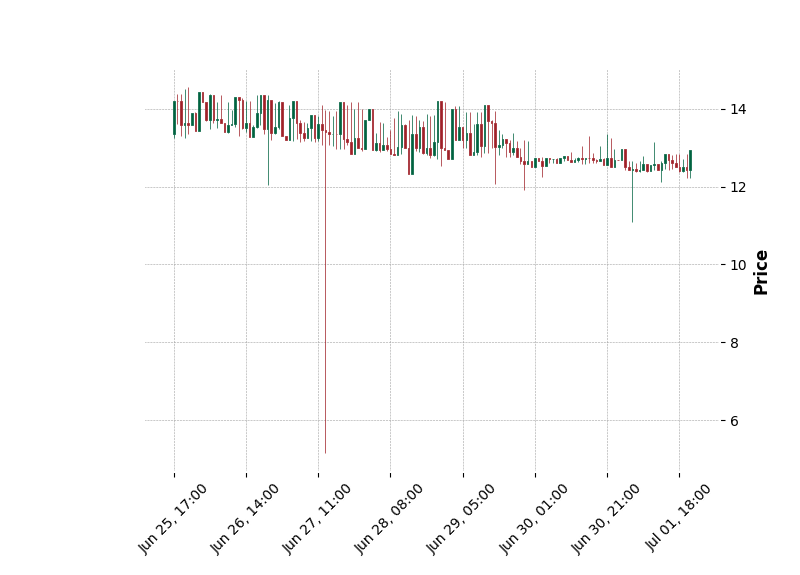 14
12
10
8
6
Price
Jun 25, 17:00
Jun 26, 14:00
Jun 27, 11:00
Jun 28, 08:00
Jun 29, 05:00
Jun 30, 01:00
Jun 30, 21:00
Jul 01, 18:00